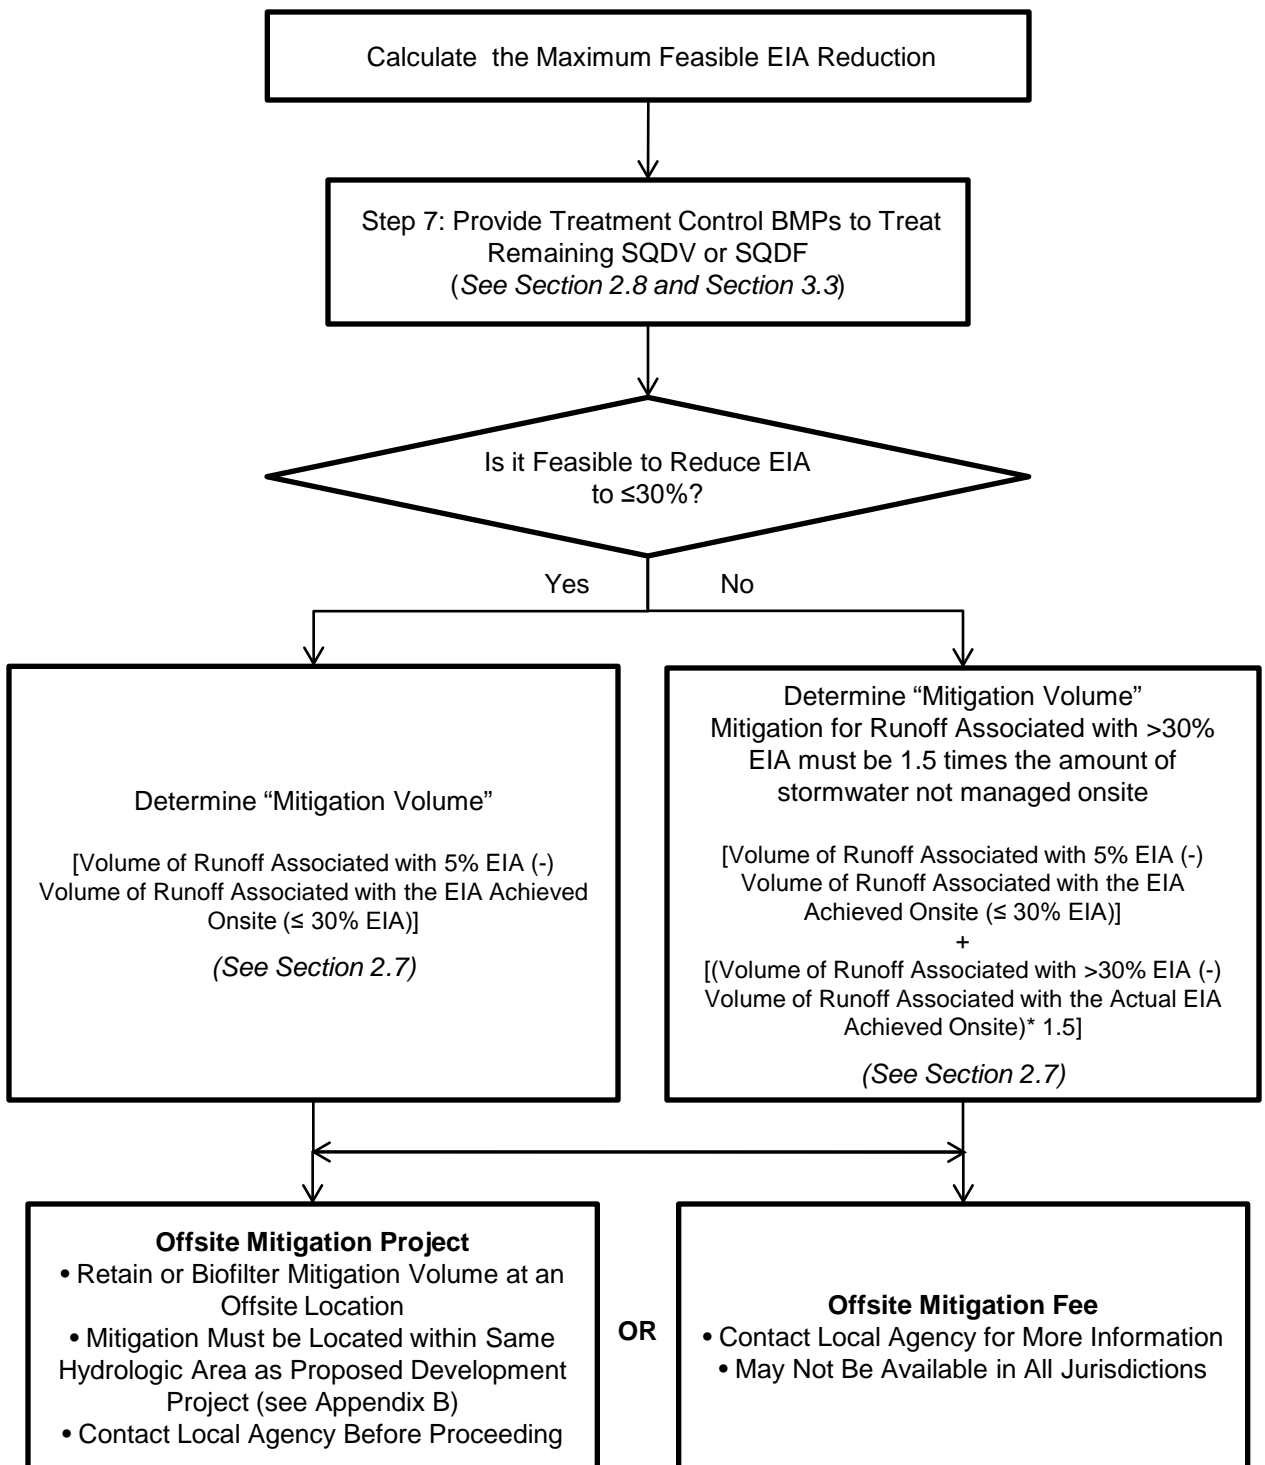 Calculate  the Maximum Feasible EIA Reduction
Step 7: Provide Treatment Control BMPs to Treat
Remaining SQDV or SQDF
(See Section 2.8 and Section 3.3)
Is it Feasible to Reduce EIA
to ≤30%?
Yes
No
Determine “Mitigation Volume”
[Volume of Runoff Associated with 5% EIA (-)
Volume of Runoff Associated with the EIA Achieved
Onsite (≤ 30% EIA)]
(See Section 2.7)
Determine “Mitigation Volume”
Mitigation for Runoff Associated with >30%
EIA must be 1.5 times the amount of
stormwater not managed onsite
[Volume of Runoff Associated with 5% EIA (-)
Volume of Runoff Associated with the EIA
Achieved Onsite (≤ 30% EIA)]
+
[(Volume of Runoff Associated with >30% EIA (-)
Volume of Runoff Associated with the Actual EIA
Achieved Onsite)* 1.5]
(See Section 2.7)
Offsite Mitigation Project
• Retain or Biofilter Mitigation Volume at an
Offsite Location
• Mitigation Must be Located within Same
Hydrologic Area as Proposed Development
Project (see Appendix B)
• Contact Local Agency Before Proceeding
OR
Offsite Mitigation Fee
• Contact Local Agency for More Information
• May Not Be Available in All Jurisdictions